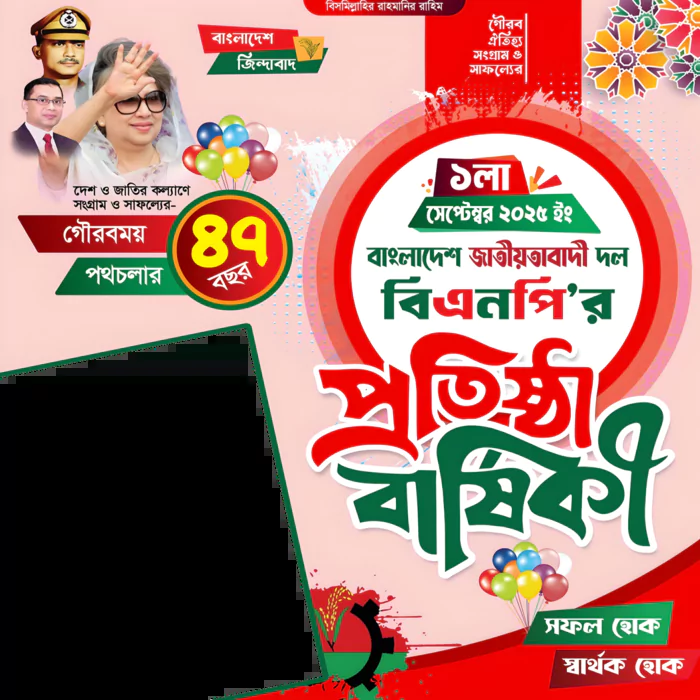 বিসমিল্লাহির রাহমানির রাহিম
বাংলাদেশ
জিন্দাবাদ
গৌরব
ঐতিহ্য
সংগ্রাম ও
সাফল্যের
দেশ ও জাতির কল্যাণে
সংগ্রাম ও সাফল্যের-
গৌরবময়
পথচলার
৪৭
বছর
১লা
সেপ্টেম্বর ২০২৫ ইং
বাংলাদেশ জাতীয়তাবাদী দল
বিএনপি'র
প্রতিষ্ঠা
বার্ষিকী
সফল হোক
স্বার্থক হোক